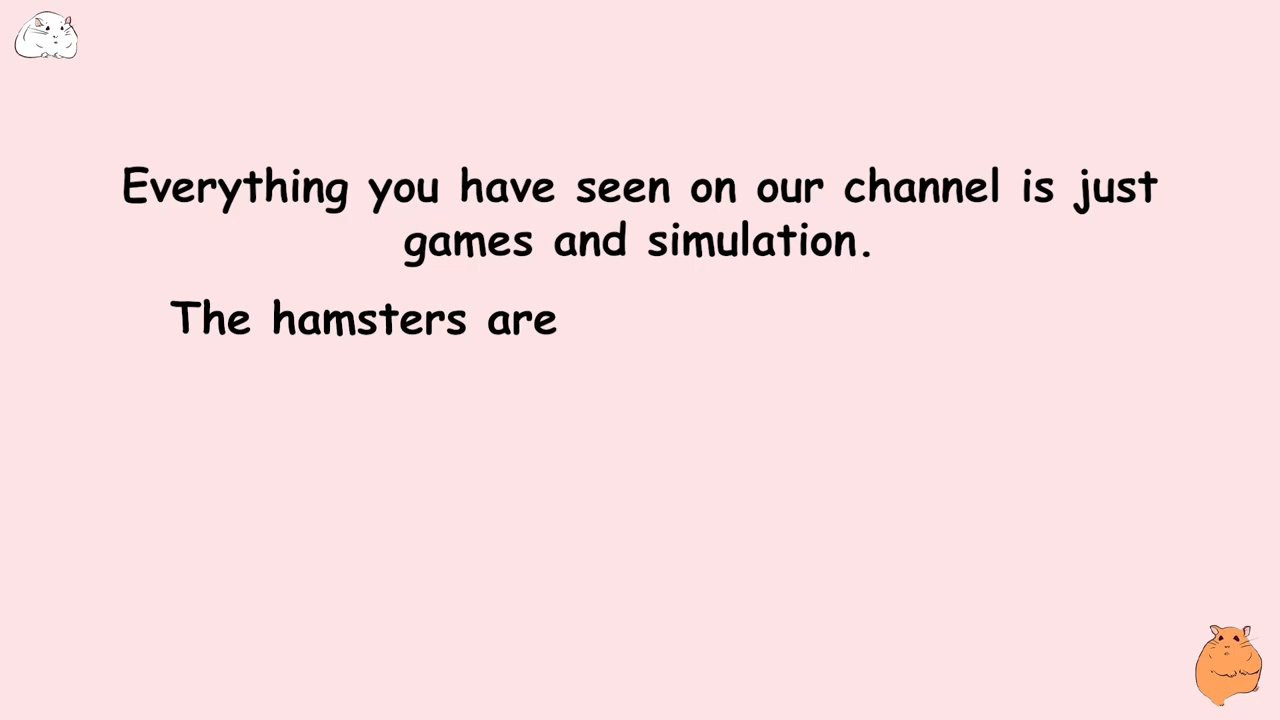 Everything you have seen on our channel is just
games and simulation.
The hamsters are